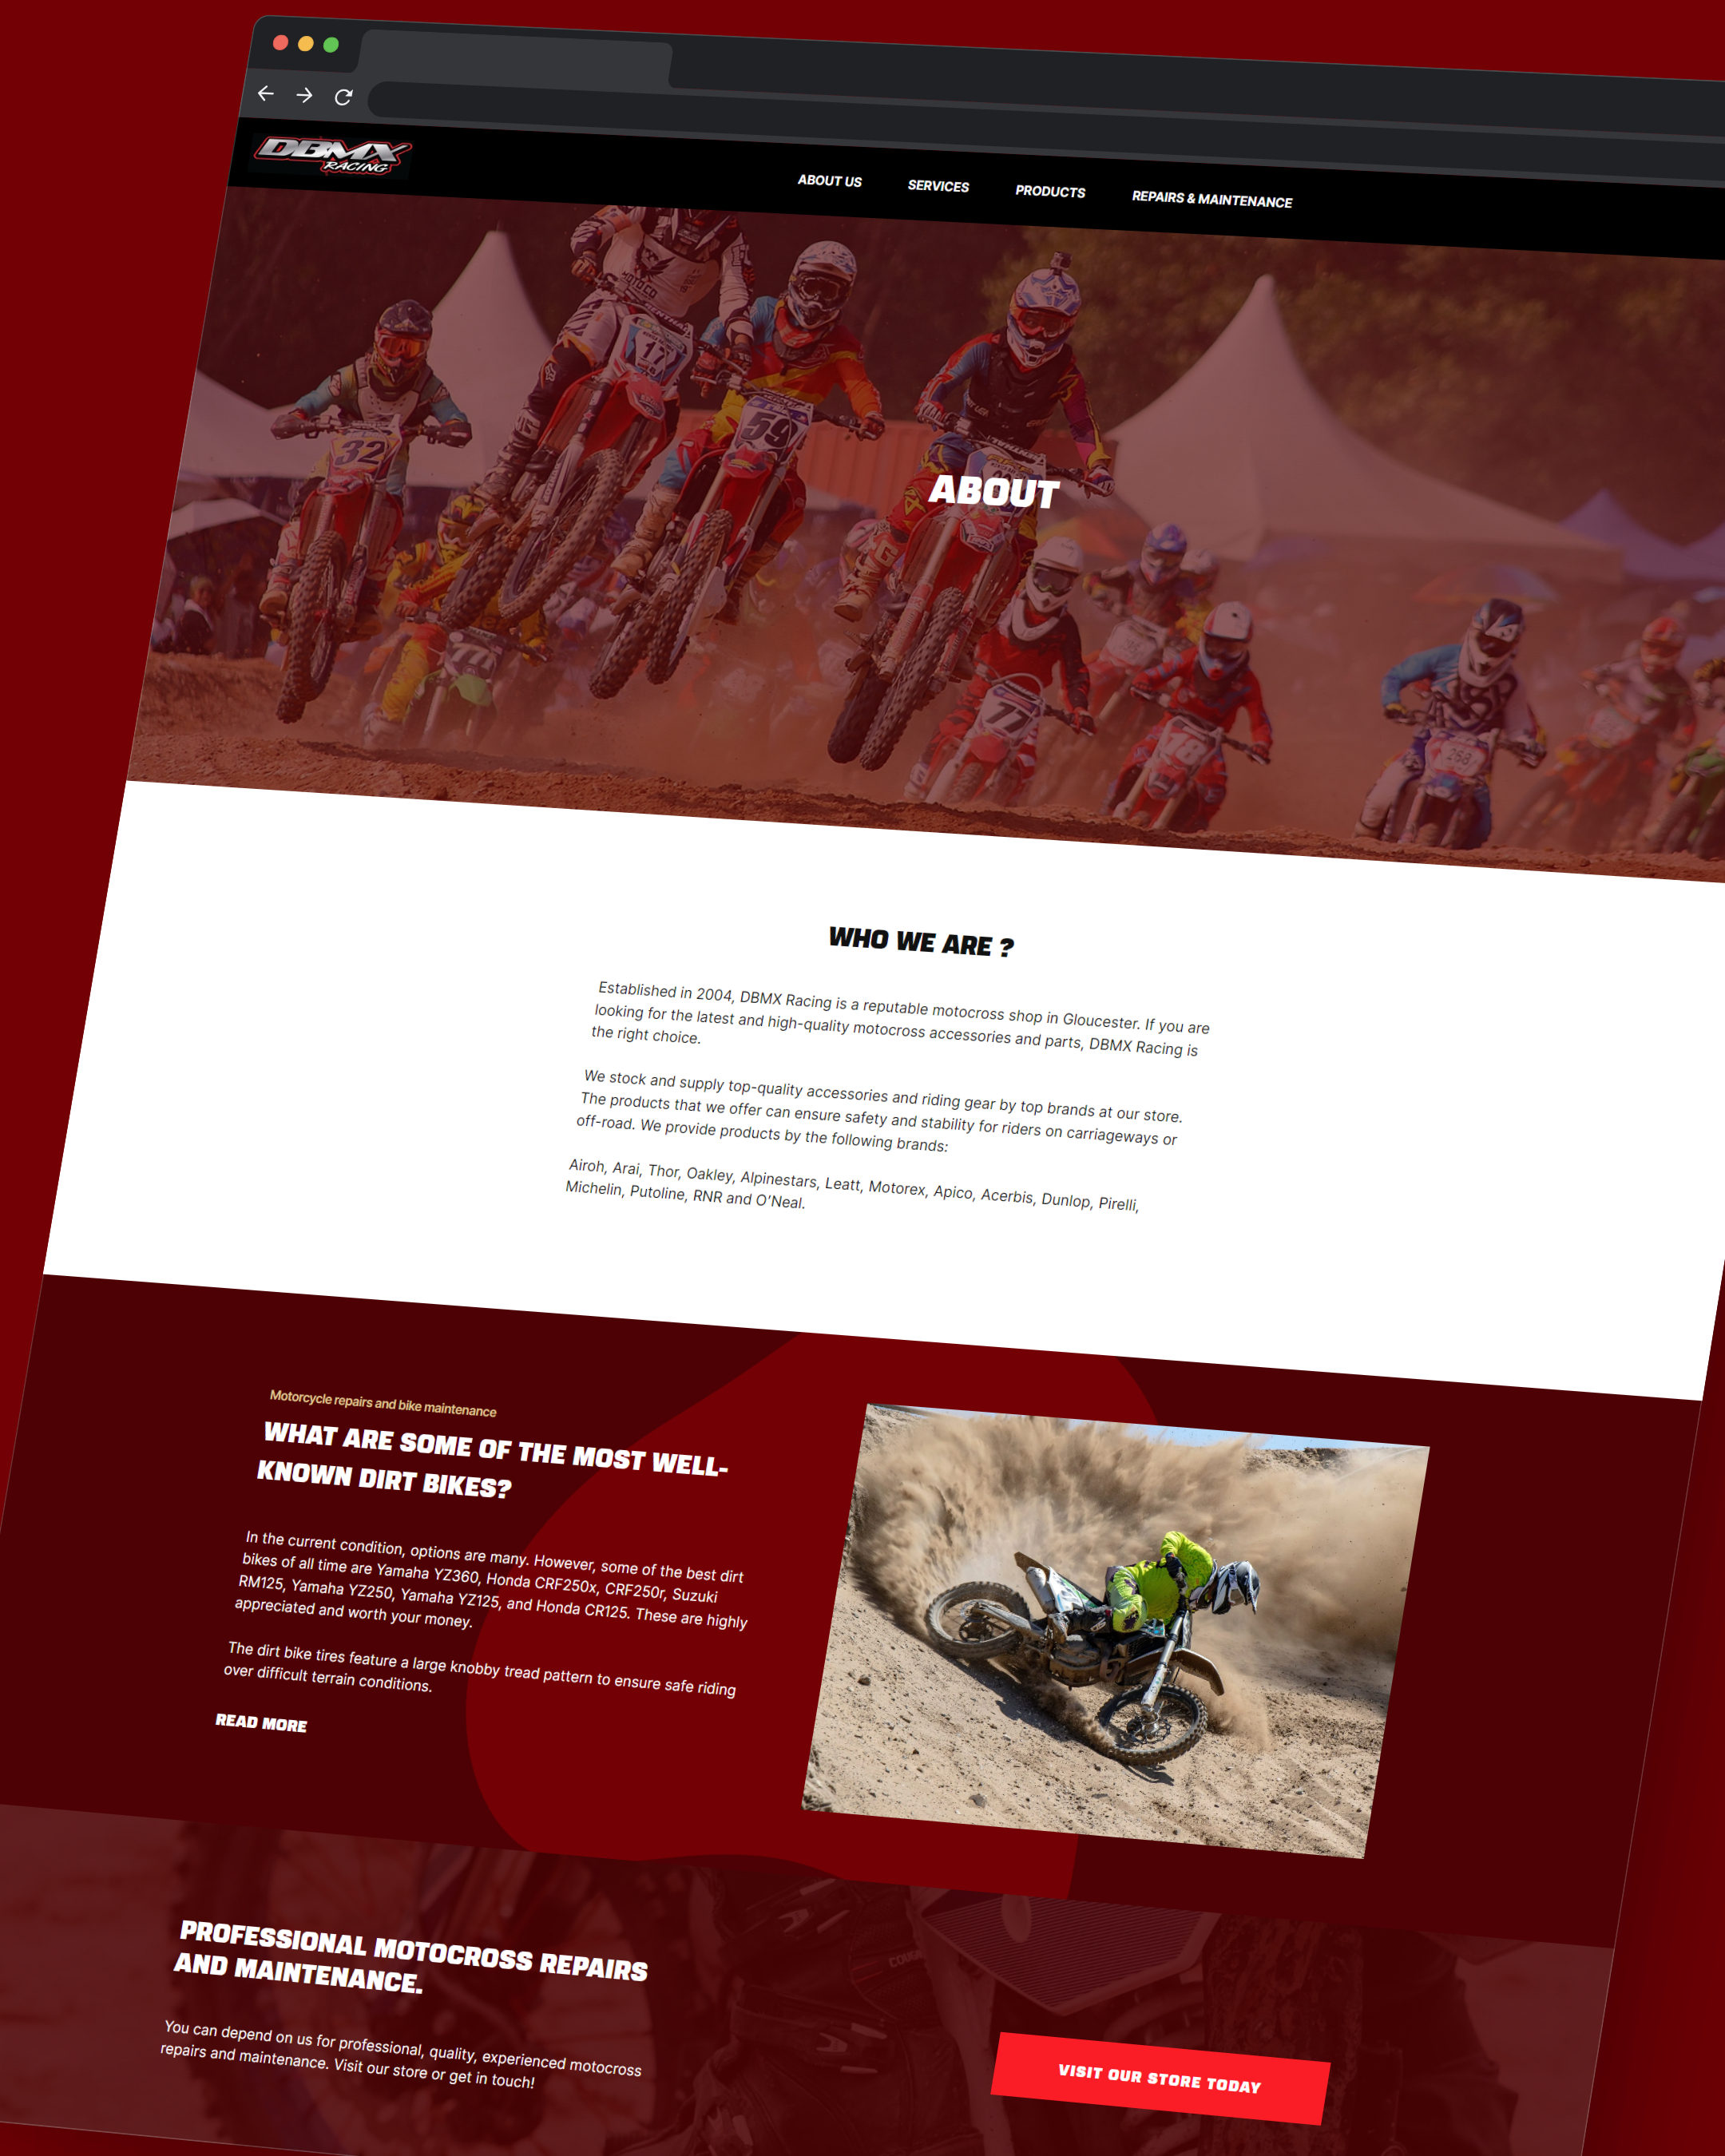 DBMX
RACING
ABOUT US
SERVICES
PRODUCTS
REPAIRS & MAINTENANCE
17
59
32
ABOUT
71
18
268
WHO WE ARE ?
Established in 2004, DBMX Racing is a reputable motocross shop in Gloucester. If you are
looking for the latest and high-quality motocross accessories and parts, DBMX Racing is
the right choice.
We stock and supply top-quality accessories and riding gear by top brands at our store.
The products that we offer can ensure safety and stability for riders on carriageways or
off-road. We provide products by the following brands:
Airoh, Arai, Thor, Oakley, Alpinestars, Leatt, Motorex, Apico, Acerbis, Dunlop, Pirelli,
Michelin, Putoline, RNR and O’Neal.
Motorcycle repairs and bike maintenance
WHAT ARE SOME OF THE MOST WELL-
KNOWN DIRT BIKES?
In the current condition, options are many. However, some of the best dirt
bikes of all time are Yamaha YZ360, Honda CRF250x, CRF250r, Suzuki
RM125, Yamaha YZ250, Yamaha YZ125, and Honda CR125. These are highly
appreciated and worth your money.
The dirt bike tires feature a large knobby tread pattern to ensure safe riding
over difficult terrain conditions.
READ MORE
PROFESSIONAL MOTOCROSS REPAIRS
AND MAINTENANCE.
You can depend on us for professional, quality, experienced motocross
repairs and maintenance. Visit our store or get in touch!
VISIT OUR STORE TODAY